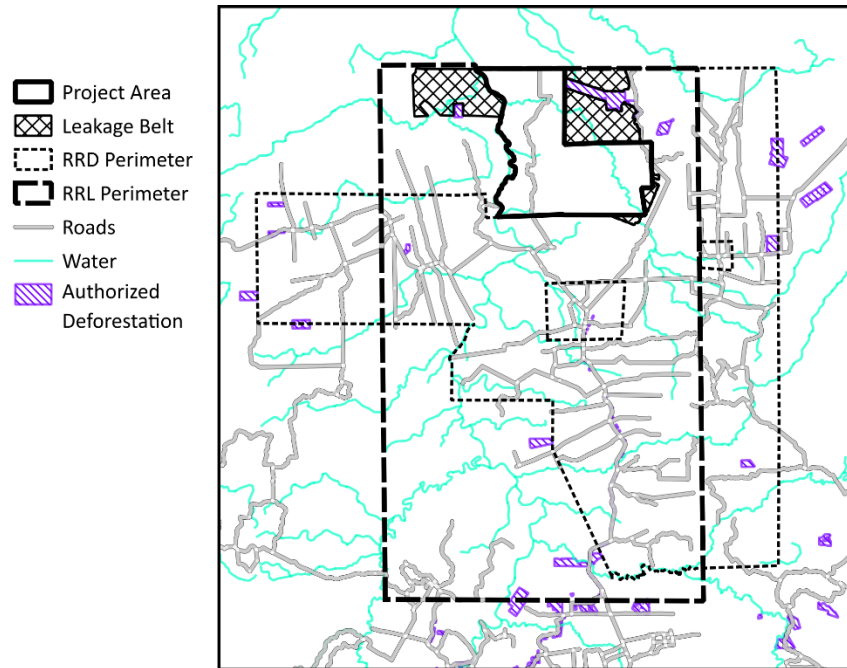 Project Area
Leakage Belt
RRD Perimeter
RRL Perimeter
Roads
Water
Authorized
Deforestation